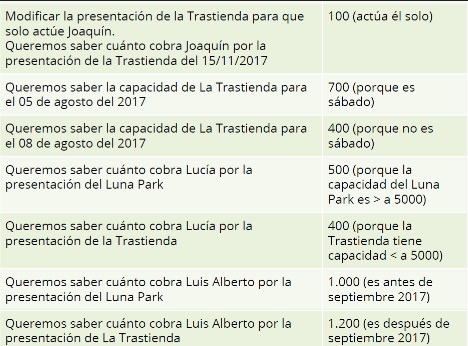 Modificar la presentación de la Trastienda para que
solo actúe Joaquín.
Queremos saber cuánto cobra Joaquín por la
presentación de la Trastienda del 15/11/2017
100 (actúa él solo)
Queremos saber la capacidad de La Trastienda para
el 05 de agosto del 2017
700 (porque es
sábado)
Queremos saber la capacidad de La Trastienda para
el 08 de agosto del 2017
400 (porque no es
sábado)
Queremos saber cuánto cobra Lucía por la
presentación del Luna Park
500 (porque la
capacidad del Luna
Park es > a 5000)
Queremos saber cuánto cobra Lucía por la
presentación de la Trastienda
400 (porque la
Trastienda tiene
capacidad < a 5000)
Queremos saber cuánto cobra Luis Alberto por la
presentación del Luna Park
1.000 (es antes de
septiembre 2017)
Queremos saber cuánto cobra Luis Alberto por la
presentación de La Trastienda
1.200 (es después de
septiembre 2017)